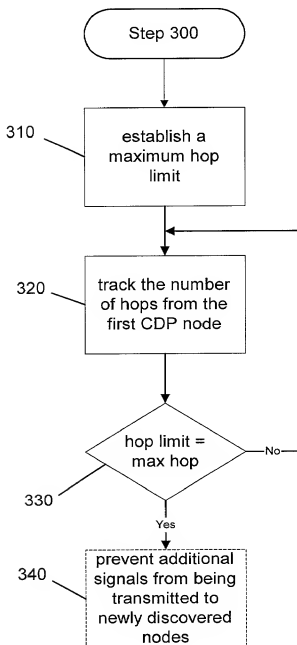 Step 300
310
establish a
maximum hop
limit
320
track the number
of hops from the
first CDP node
hop limit =
max hop
No
330
Yes
340
prevent additional
signals from being
transmitted to
newly discovered
nodes